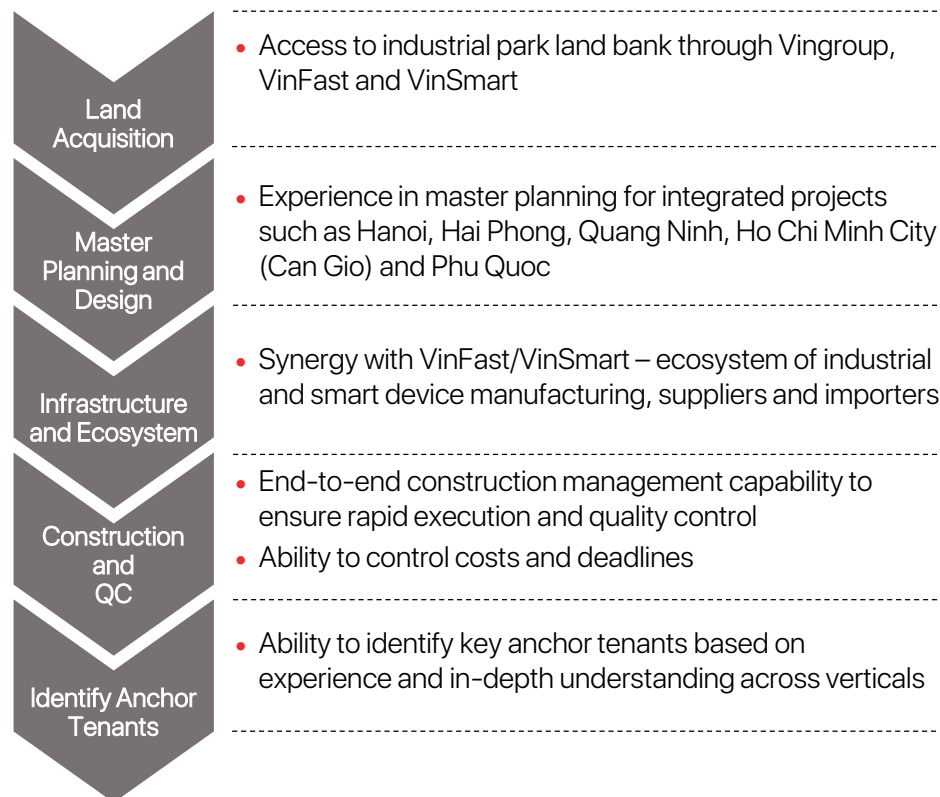 Land
Acquisition
• Access to industrial park land bank through Vingroup,
VinFast and VinSmart
Master
Planning and
Design
• Experience in master planning for integrated projects
such as Hanoi, Hai Phong, Quang Ninh, Ho Chi Minh City
(Can Gio) and Phu Quoc
Infrastructure
and Ecosystem
• Synergy with VinFast/VinSmart – ecosystem of industrial
and smart device manufacturing, suppliers and importers
Construction
and
QC
• End-to-end construction management capability to
ensure rapid execution and quality control
• Ability to control costs and deadlines
Identify Anchor
Tenants
• Ability to identify key anchor tenants based on
experience and in-depth understanding across verticals